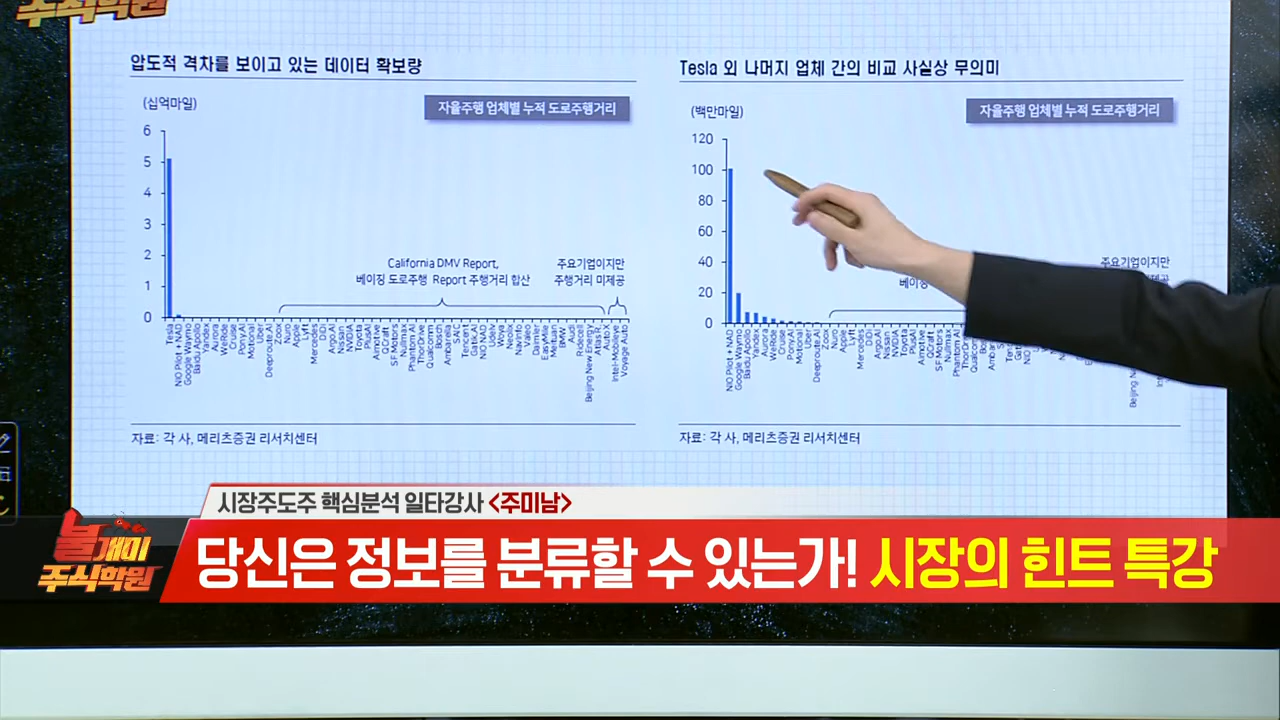 주식학원
압도적 격차를 보이고 있는 데이터 확보량
(십억마일)
자율주행 업체별 누적 도로주행거리
6
5
4
3
2
1
0
California DMV Report,
베이징 도로주행 Report 주행거리 합산
주요기업이지만
주행거리 미제공
Tesla
NIO Pilot + NAD
Google Waymo
Baidu Apollo
Yandex
Aurora
WeRide
Cruise
Pony.AI
Motional
Uber
Deeproute.AI
Zoox
Nuro
Apple
Lyft
Mercedes
DiDi
Argo.AI
Nissan
NVIDIA
Toyota
PlusAI
AImotive
QCraft
SF Motors
Nullmax
Phantom.AI
ThorDrive
Qualcomm
Bosch
Ambarella
SAIC
Tencent
Gatik.AI
NIO NAD
Udelv
Woya
Neolix
NavInfo
Valeo
Daimler
EasyMile
Meituan
BMW
Audi
Ridecell
Beijing New Energy
Atlas R.
AutoX
Intel-Mobileye
Voyage Auto
자료: 각 사, 메리츠증권 리서치센터
Tesla 외 나머지 업체 간의 비교 사실상 무의미
(백만마일)
자율주행 업체별 누적 도로주행거리
120
100
80
60
40
20
0
주요기업이지만
베이징
NIO Pilot + NAD
Google Waymo
Baidu Apollo
Yandex
Aurora
WeRide
Cruise
Pony.AI
Motional
Uber
Deeproute.AI
Zoox
Nuro
Apple
Lyft
Mercedes
DiDi
Argo.AI
Nissan
NVIDIA
Toyota
PlusAI
AImotive
QCraft
SF Motors
Nullmax
Phantom.AI
자료: 각 사, 메리츠증권 리서치센터
시장주도주 핵심분석 일타강사 <주미남>
불개미
주식학원
당신은 정보를 분류할 수 있는가! 시장의 힌트 특강